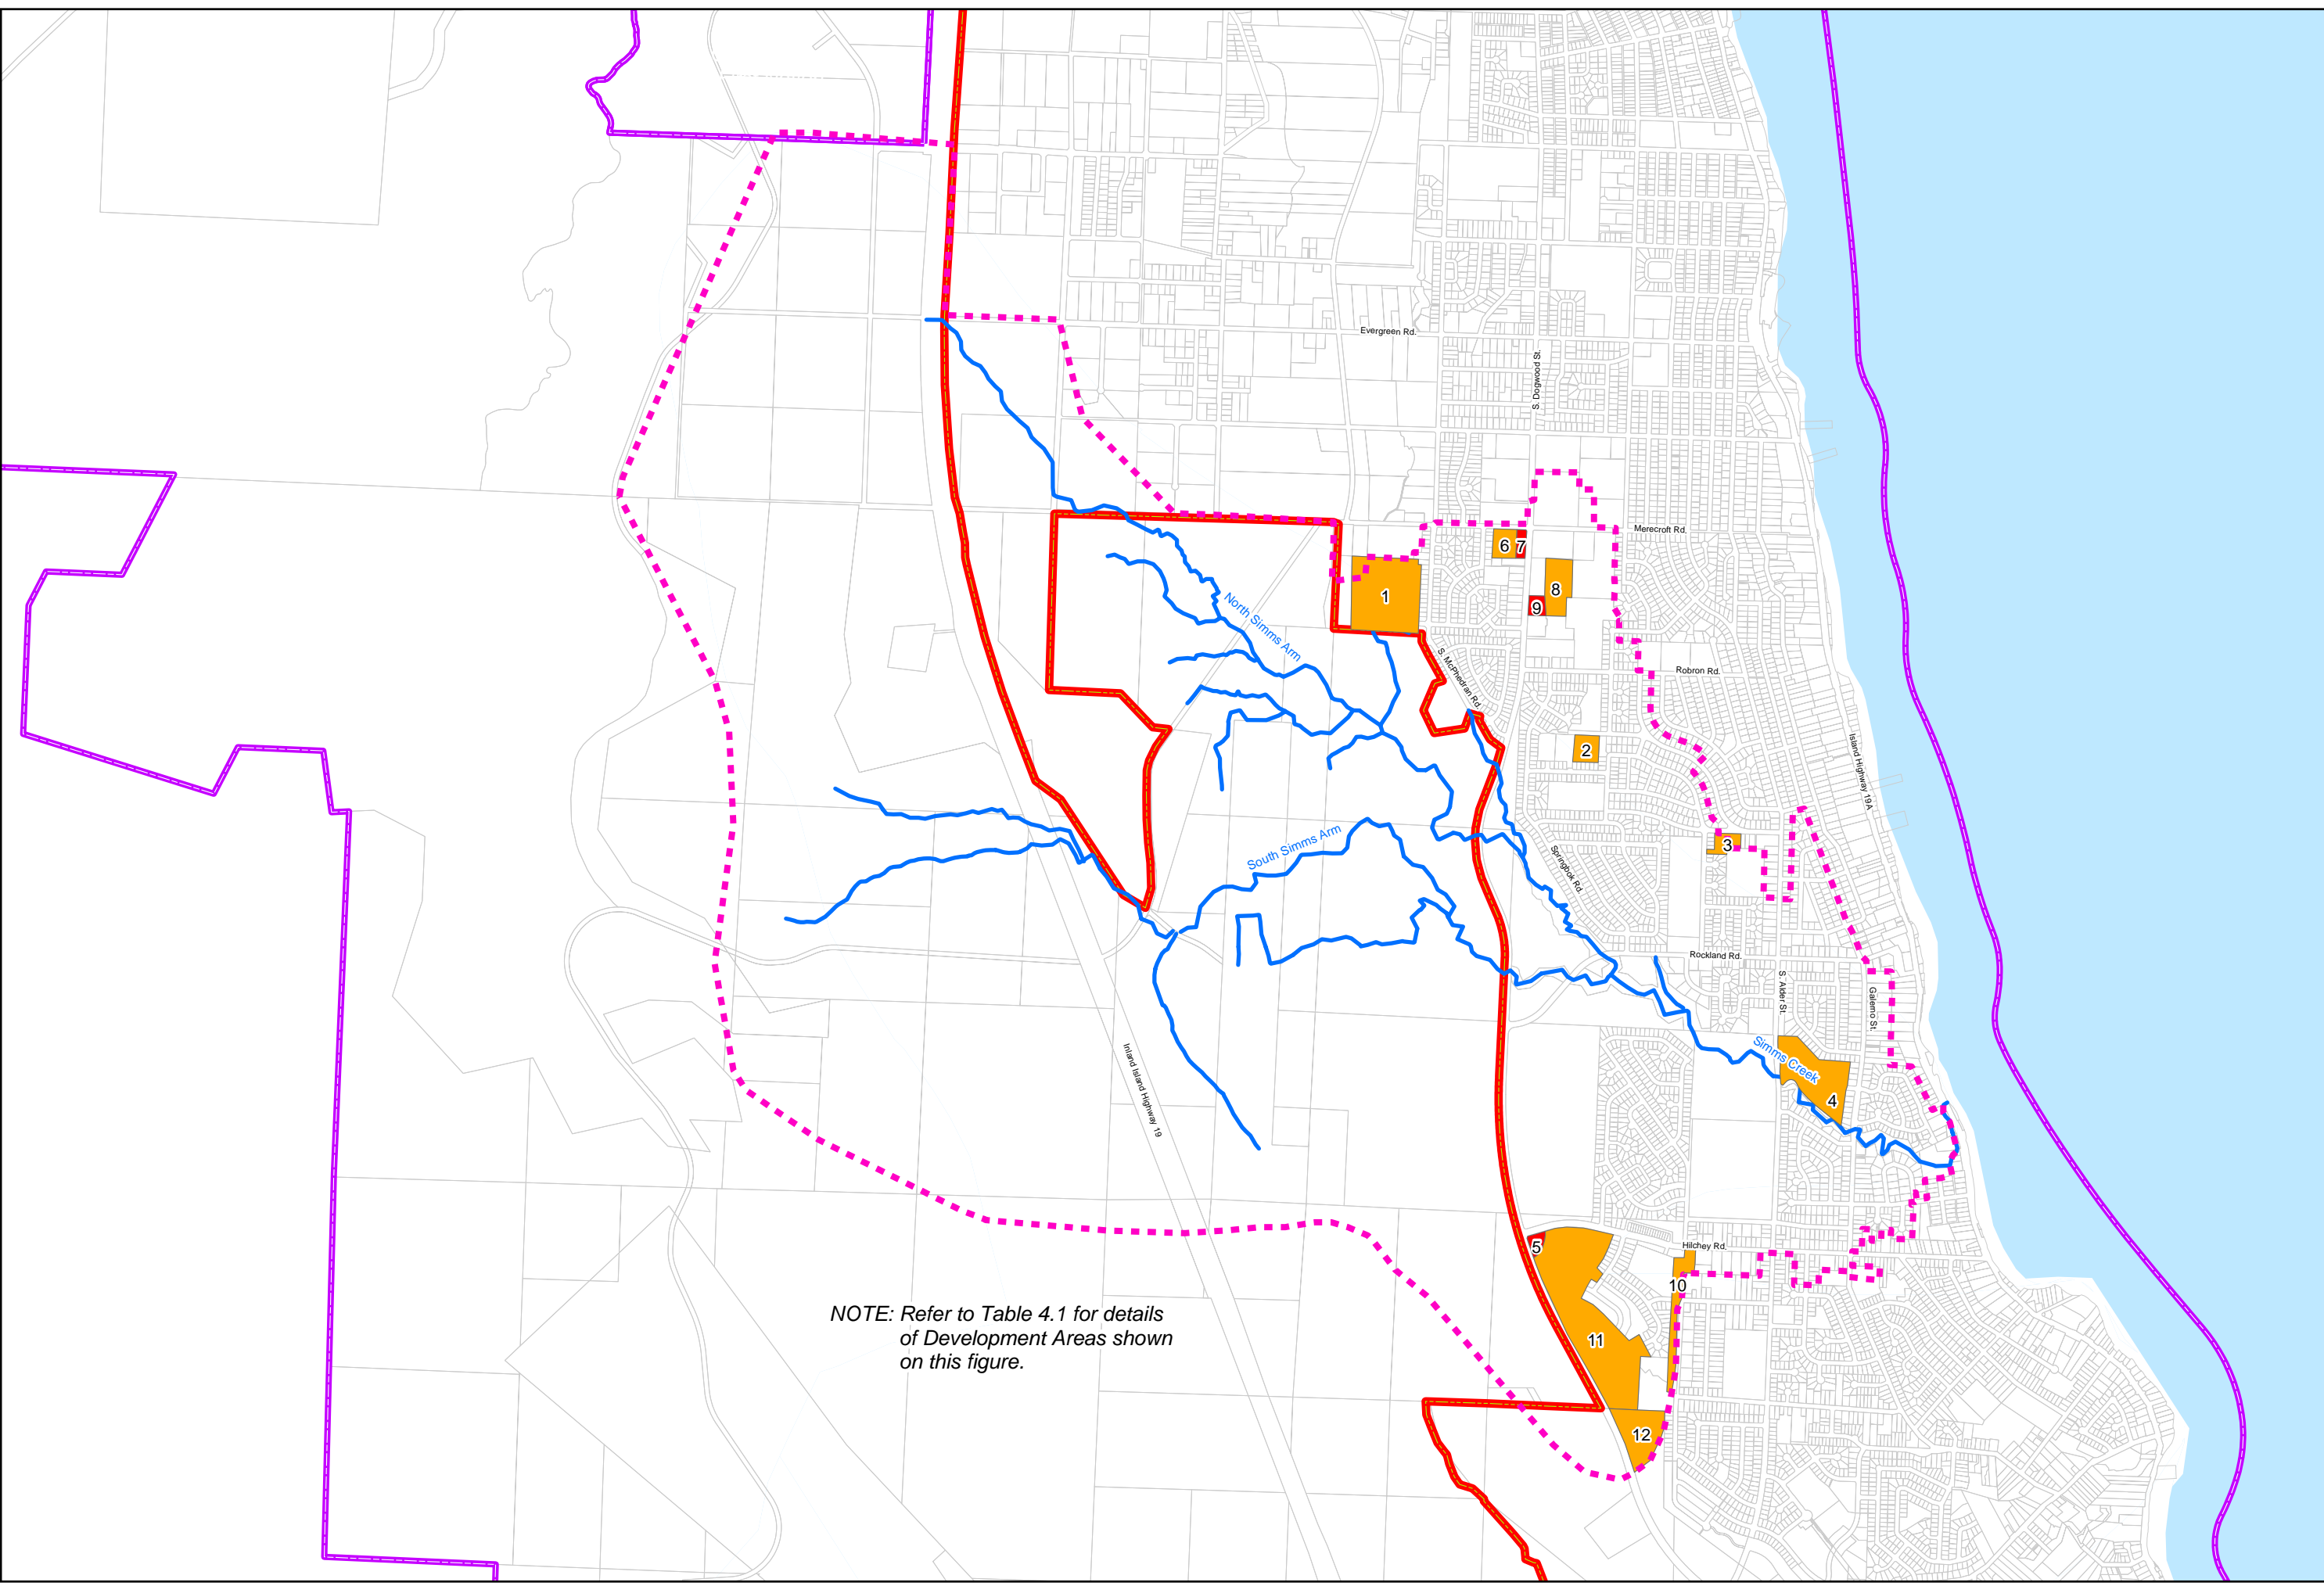 Evergreen Rd.
S. Dogwood St.
Merecroft Rd.
6
7
8
1
9
North Simms Arm
S. McPhedran Rd.
Robron Rd.
2
Island Highway 19A
South Simms Arm
3
Springbok Rd.
Rockland Rd.
S. Alder St.
Galerno St.
Inland Island Highway 19
Simms Creek
4
5
Hilchey Rd.
10
NOTE: Refer to Table 4.1 for details
of Development Areas shown
on this figure.
11
12